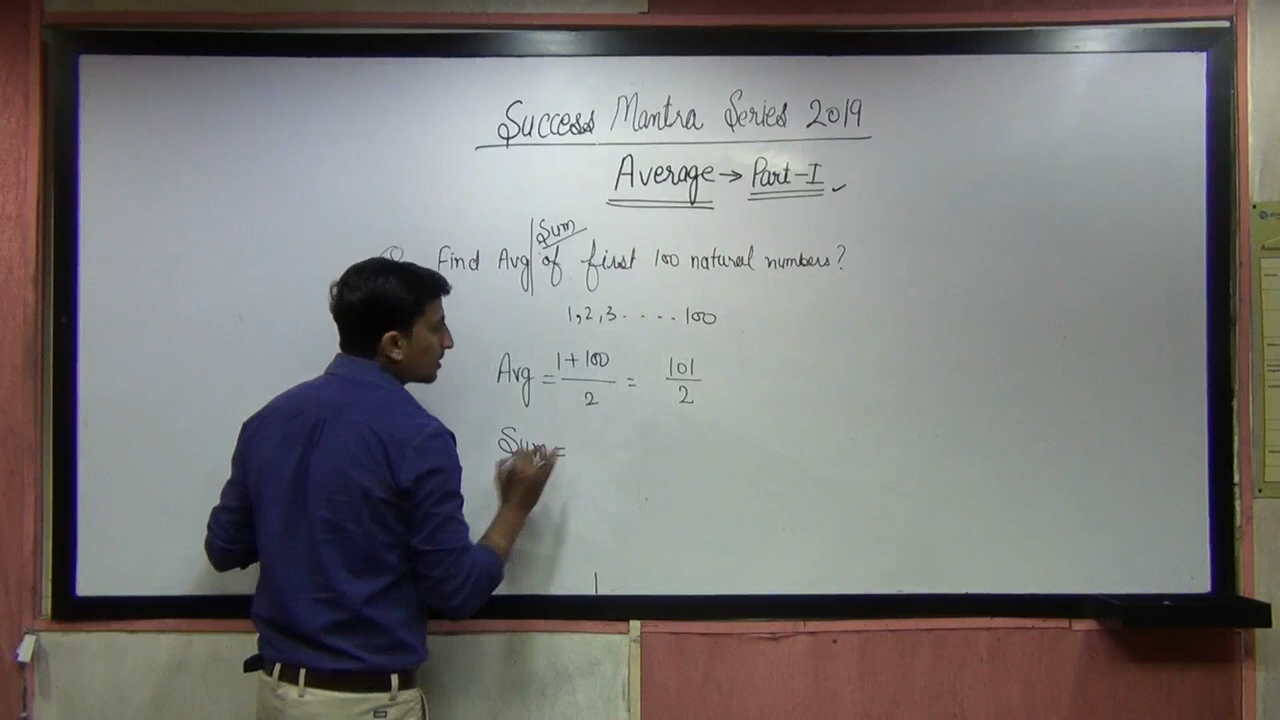 Success Mantra Series 2019
Average → Part-I ✓
Sum
Q Find Avg | of first 100 natural numbers?
1, 2, 3 . . . . . 100
Avg = 1+100/2 = 101/2
Sum =